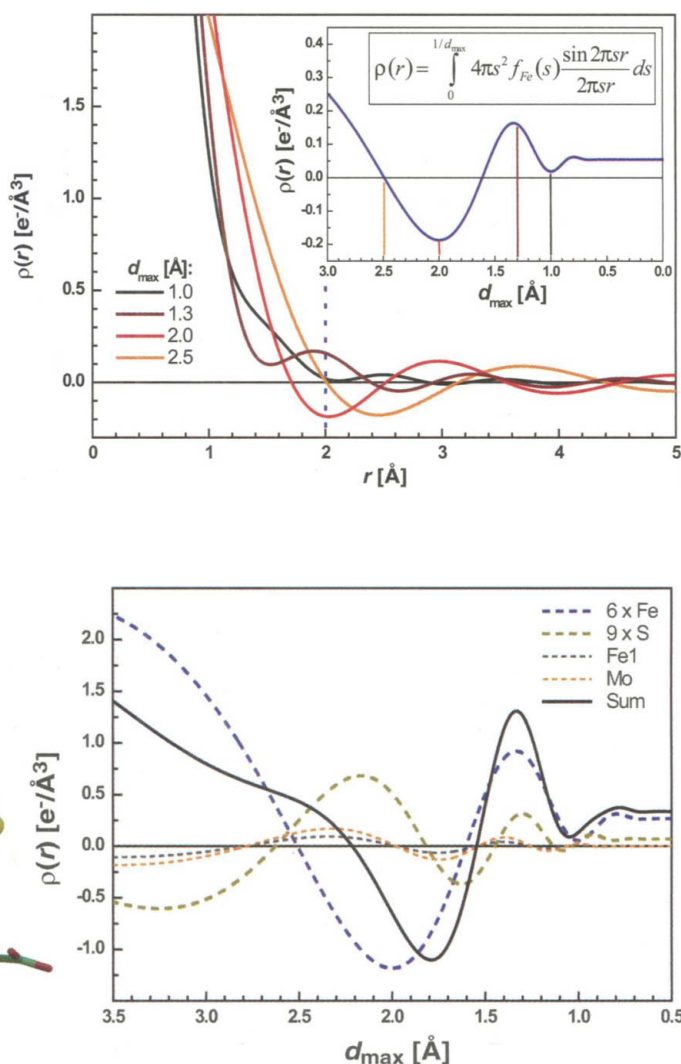 ρ(r) [e⁻/Å³]
1.5
1.0
0.5
0.0
d_max [Å]:
1.0
1.3
2.0
2.5
0 1 2 3 4 5
r [Å]
ρ(r) [e⁻/Å³]
0.4
0.3
0.2
0.1
0.0
-0.1
-0.2
ρ(r) = ∫₀^{1/d_max} 4πs² f_Fe(s) sin 2πsr / 2πsr ds
3.0 2.5 2.0 1.5 1.0 0.5 0.0
d_max [Å]
ρ(r) [e⁻/Å³]
2.0
1.5
1.0
0.5
0.0
-0.5
-1.0
6 x Fe
9 x S
Fe1
Mo
Sum
3.5 3.0 2.5 2.0 1.5 1.0 0.5
d_max [Å]